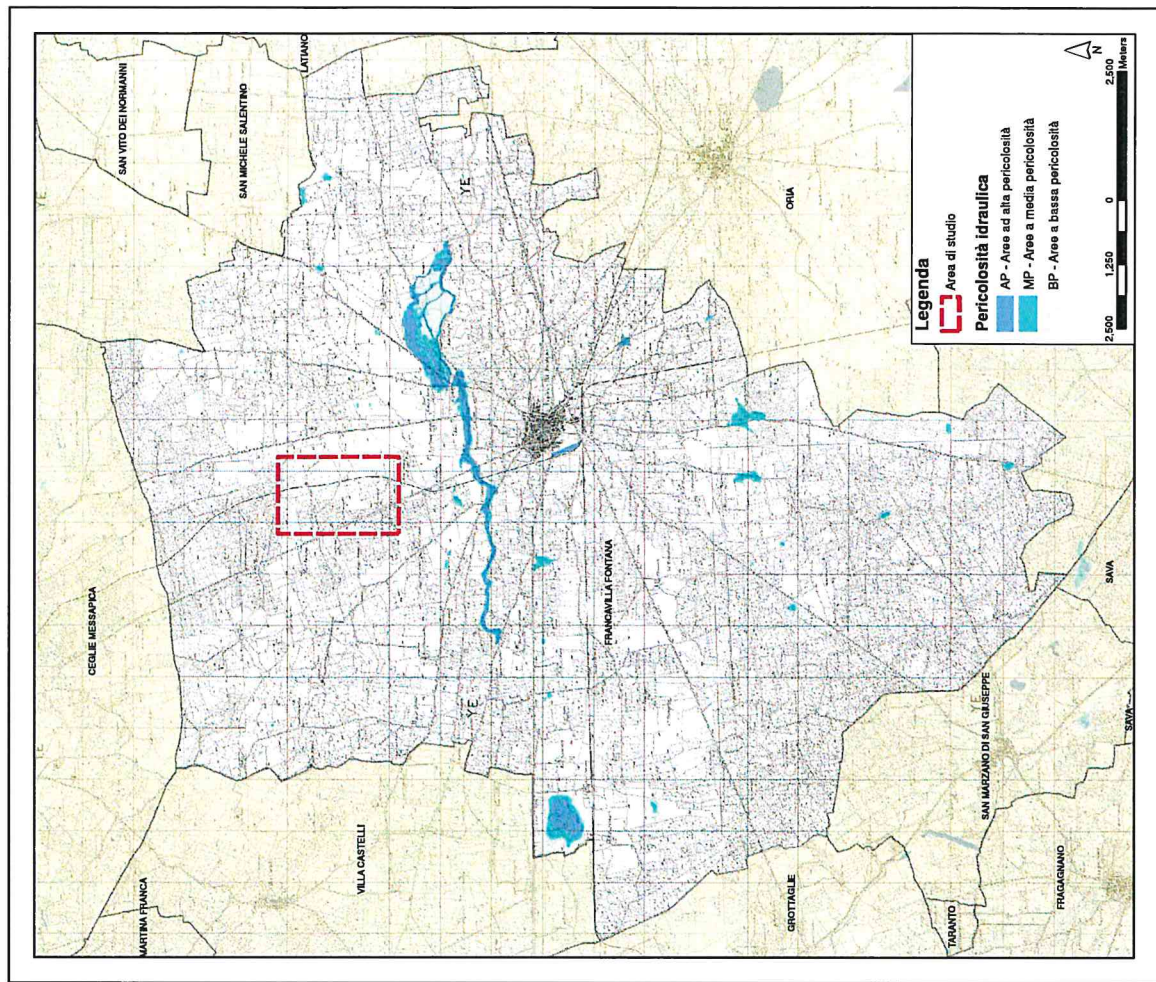 SAN VITO DEI NORMANNI
LATIANO
SAN MICHELE SALENTINO
CEGLIE MESSAPICA
MARTINA FRANCA
VILLA CASTELLI
YE
YE
YE
YE
YE
ORIA
FRANCAVILLA FONTANA
GROTTAGLIE
TARANTO
SAN MARZANO DI SAN GIUSEPPE
FRAGAGNANO
SAVA
SAVA
Legenda
Area di studio
Pericolosità idraulica
AP - Aree ad alta pericolosità
MP - Aree a media pericolosità
BP - Aree a bassa pericolosità
2,500 1,250 0 2,500
Meters
N